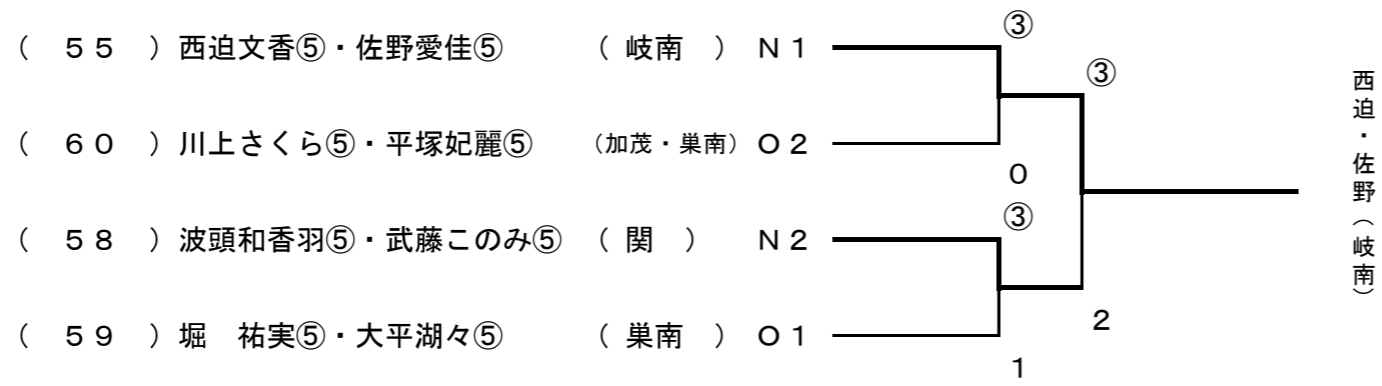 ③
（ 55 ）西迫文香⑤・佐野愛佳⑤ （ 岐南 ） N1
③
（ 60 ）川上さくら⑤・平塚妃麗⑤ （加茂・巣南） O2
0
③
（ 58 ）波頭和香羽⑤・武藤このみ⑤ （ 関 ） N2
2
（ 59 ）堀　祐実⑤・大平湖々⑤ （ 巣南 ） O1
1
西迫・佐野（岐南）